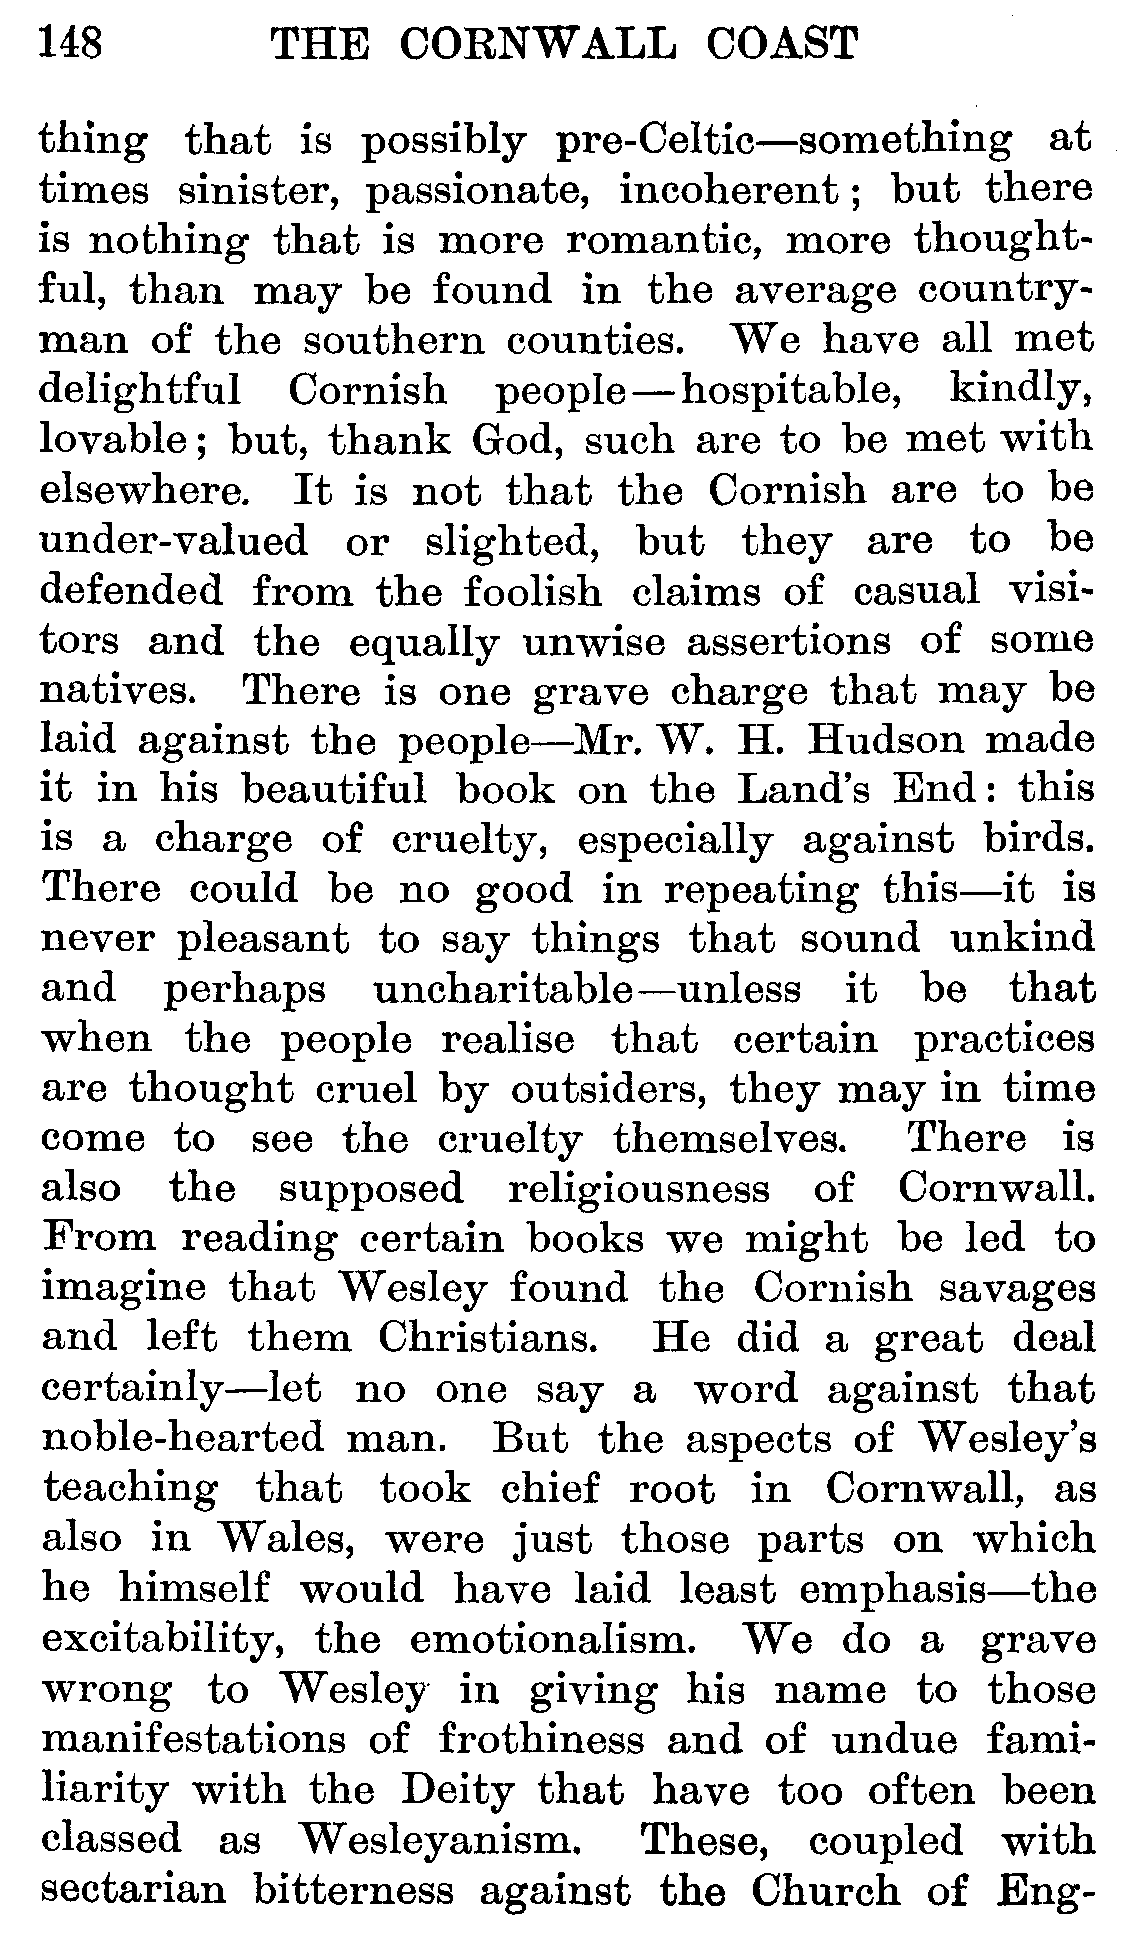 148 THE CORNWALL COAST
thing that is possibly pre-Celtic—something at
times sinister, passionate, incoherent ; but there
is nothing that is more romantic, more thought-
ful, than may be found in the average country-
man of the southern counties. We have all met
delightful Cornish people—hospitable, kindly,
lovable ; but, thank God, such are to be met with
elsewhere. It is not that the Cornish are to be
under-valued or slighted, but they are to be
defended from the foolish claims of casual visi-
tors and the equally unwise assertions of some
natives. There is one grave charge that may be
laid against the people—Mr. W. H. Hudson made
it in his beautiful book on the Land's End : this
is a charge of cruelty, especially against birds.
There could be no good in repeating this—it is
never pleasant to say things that sound unkind
and perhaps uncharitable—unless it be that
when the people realise that certain practices
are thought cruel by outsiders, they may in time
come to see the cruelty themselves. There is
also the supposed religiousness of Cornwall.
From reading certain books we might be led to
imagine that Wesley found the Cornish savages
and left them Christians. He did a great deal
certainly—let no one say a word against that
noble-hearted man. But the aspects of Wesley's
teaching that took chief root in Cornwall, as
also in Wales, were just those parts on which
he himself would have laid least emphasis—the
excitability, the emotionalism. We do a grave
wrong to Wesley in giving his name to those
manifestations of frothiness and of undue fami-
liarity with the Deity that have too often been
classed as Wesleyanism. These, coupled with
sectarian bitterness against the Church of Eng-